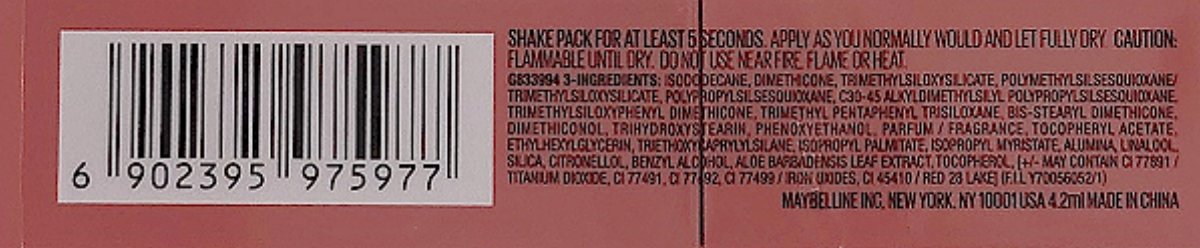 SHAKE PACK FOR AT LEAST 5 SECONDS. APPLY AS YOU NORMALLY WOULD AND LET FULLY DRY. CAUTION:
FLAMMABLE UNTIL DRY. DO NOT USE NEAR FIRE, FLAME OR HEAT.
G833994 3-INGREDIENTS: ISODODECANE, DIMETHICONE, TRIMETHYLSILOXYSILICATE, POLYMETHYLSILSESQUIOXANE/
TRIMETHYLSILOXYSILICATE, POLYPROPYLSILSESQUIOXANE, C30-45 ALKYLDIMETHYLSILYL POLYPROPYLSILSESQUIOXANE,
TRIMETHYLSILOXYPHENYL DIMETHICONE, TRIMETHYL PENTAPHENYL TRISILOXANE, BIS-STEARYL DIMETHICONE,
DIMETHICONOL, TRIHYDROXYSTEARIN, PHENOXYETHANOL, PARFUM / FRAGRANCE, TOCOPHERYL ACETATE,
ETHYLHEXYLGLYCERIN, TRIETHOXYCAPRYLYLSILANE, ISOPROPYL PALMITATE, ISOPROPYL MYRISTATE, ALUMINA, LINALOOL,
SILICA, CITRONELLOL, BENZYL ALCOHOL, ALOE BARBADENSIS LEAF EXTRACT, TOCOPHEROL, [+/- MAY CONTAIN CI 77891 /
TITANIUM DIOXIDE, CI 77491, CI 77492, CI 77499 / IRON OXIDES, CI 45410 / RED 28 LAKE] (F.I.L Y70056052/1)
MAYBELLINE INC, NEW YORK, NY 10001 USA 4.2ml MADE IN CHINA
6 902395 975977